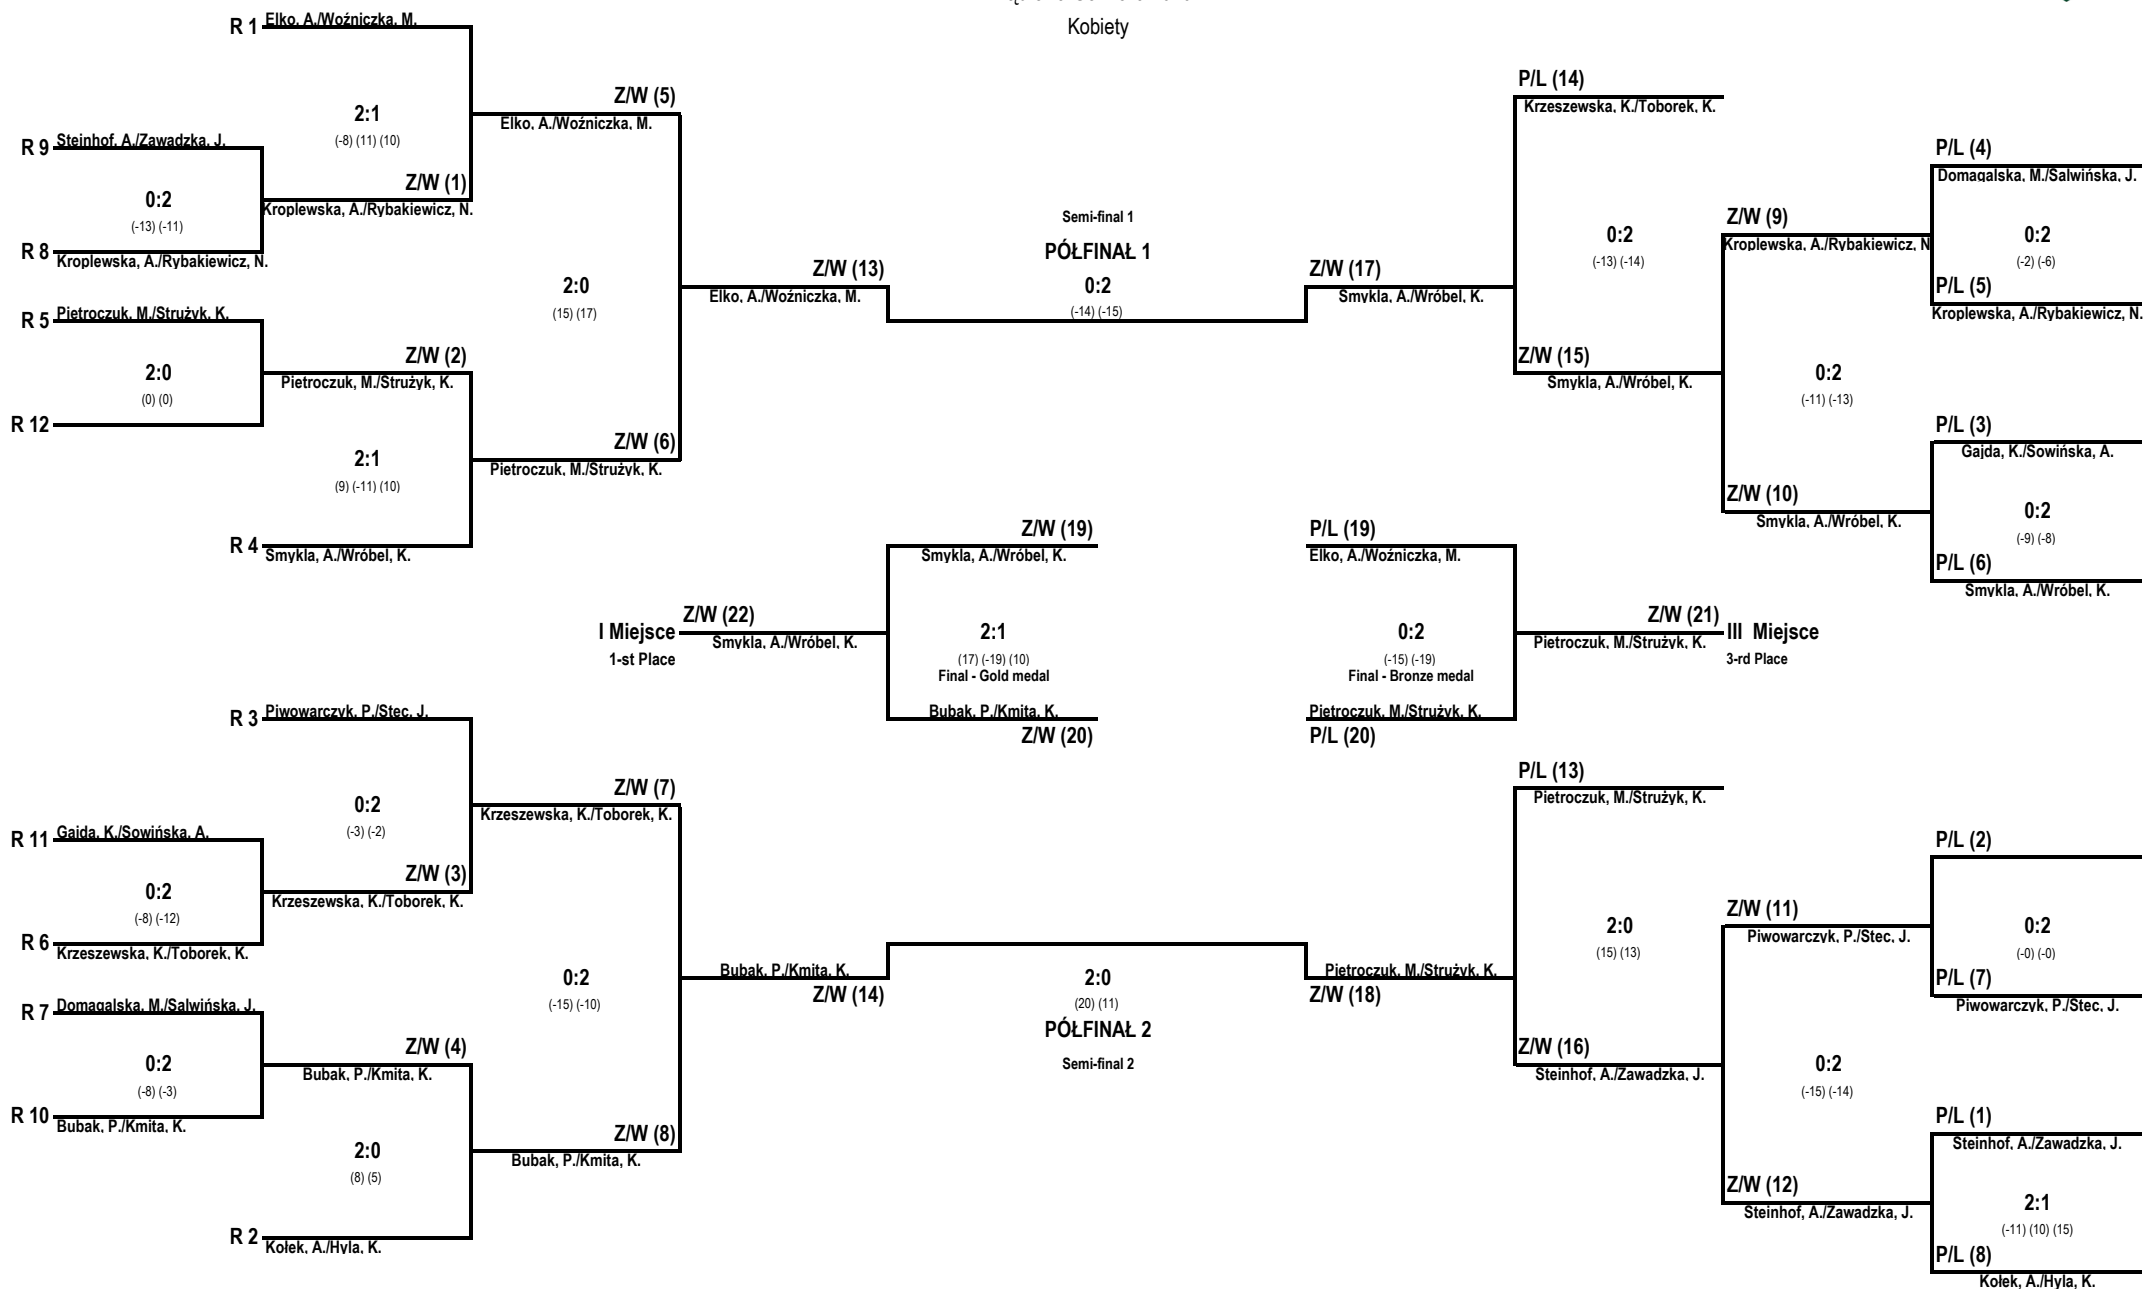 Kobiety
R 1
Elko, A./Woźniczka, M.
2:1
(-8) (11) (10)
R 9
Steinhof, A./Zawadzka, J.
0:2
(-13) (-11)
R 8
Kroplewska, A./Rybakiewicz, N.
Z/W (1)
Kroplewska, A./Rybakiewicz, N.
Z/W (5)
Elko, A./Woźniczka, M.
R 5
Pietroczuk, M./Strużyk, K.
2:0
(0) (0)
R 12
Z/W (2)
Pietroczuk, M./Strużyk, K.
2:1
(9) (-11) (10)
R 4
Smykla, A./Wróbel, K.
2:0
(15) (17)
Z/W (6)
Pietroczuk, M./Strużyk, K.
Z/W (13)
Elko, A./Woźniczka, M.
Semi-final 1
PÓŁFINAŁ 1
0:2
(-14) (-15)
Z/W (17)
Smykla, A./Wróbel, K.
P/L (14)
Krzeszewska, K./Toborek, K.
0:2
(-13) (-14)
Z/W (15)
Smykla, A./Wróbel, K.
Z/W (9)
Kroplewska, A./Rybakiewicz, N
0:2
(-11) (-13)
Z/W (10)
Smykla, A./Wróbel, K.
P/L (4)
Domagalska, M./Salwińska, J.
0:2
(-2) (-6)
P/L (5)
Kroplewska, A./Rybakiewicz, N.
P/L (3)
Gajda, K./Sowińska, A.
0:2
(-9) (-8)
P/L (6)
Smykla, A./Wróbel, K.
I Miejsce
1-st Place
Z/W (22)
Smykla, A./Wróbel, K.
Z/W (19)
Smykla, A./Wróbel, K.
2:1
(17) (-19) (10)
Final - Gold medal
Bubak, P./Kmita, K.
Z/W (20)
P/L (19)
Elko, A./Woźniczka, M.
0:2
(-15) (-19)
Final - Bronze medal
Pietroczuk, M./Strużyk, K.
P/L (20)
Z/W (21)
Pietroczuk, M./Strużyk, K.
III Miejsce
3-rd Place
R 3
Piwowarczyk, P./Stec, J.
0:2
(-3) (-2)
R 11
Gajda, K./Sowińska, A.
0:2
(-8) (-12)
R 6
Krzeszewska, K./Toborek, K.
Z/W (3)
Krzeszewska, K./Toborek, K.
Z/W (7)
Krzeszewska, K./Toborek, K.
R 7
Domagalska, M./Salwińska, J.
0:2
(-8) (-3)
R 10
Bubak, P./Kmita, K.
Z/W (4)
Bubak, P./Kmita, K.
2:0
(8) (5)
R 2
Kołek, A./Hyla, K.
0:2
(-15) (-10)
Z/W (8)
Bubak, P./Kmita, K.
Bubak, P./Kmita, K.
Z/W (14)
2:0
(20) (11)
PÓŁFINAŁ 2
Semi-final 2
Pietroczuk, M./Strużyk, K.
Z/W (18)
P/L (13)
Pietroczuk, M./Strużyk, K.
2:0
(15) (13)
Z/W (16)
Steinhof, A./Zawadzka, J.
Z/W (11)
Piwowarczyk, P./Stec, J.
0:2
(-15) (-14)
Z/W (12)
Steinhof, A./Zawadzka, J.
P/L (2)
0:2
(-0) (-0)
P/L (7)
Piwowarczyk, P./Stec, J.
P/L (1)
Steinhof, A./Zawadzka, J.
2:1
(-11) (10) (15)
P/L (8)
Kołek, A./Hyla, K.